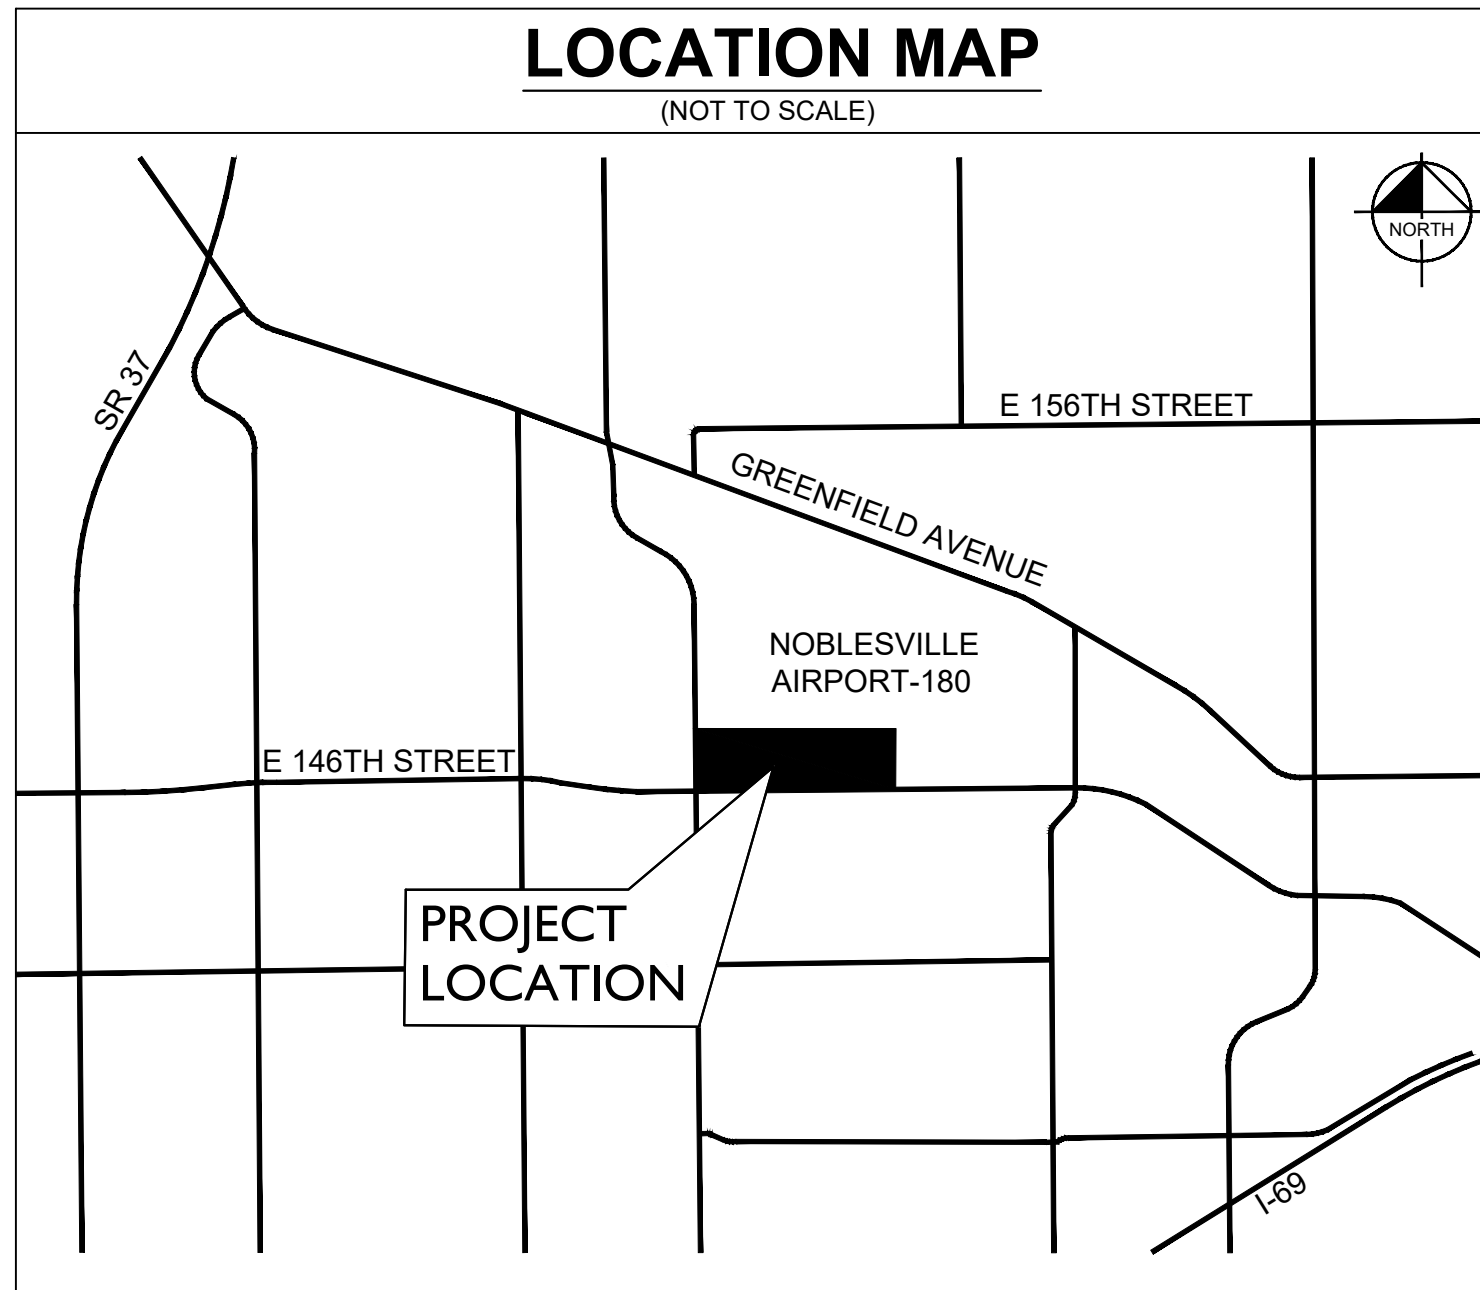 LOCATION MAP
(NOT TO SCALE)
NORTH
SR 37
E 156TH STREET
GREENFIELD AVENUE
NOBLESVILLE
AIRPORT-180
E 146TH STREET
PROJECT
LOCATION
I-69